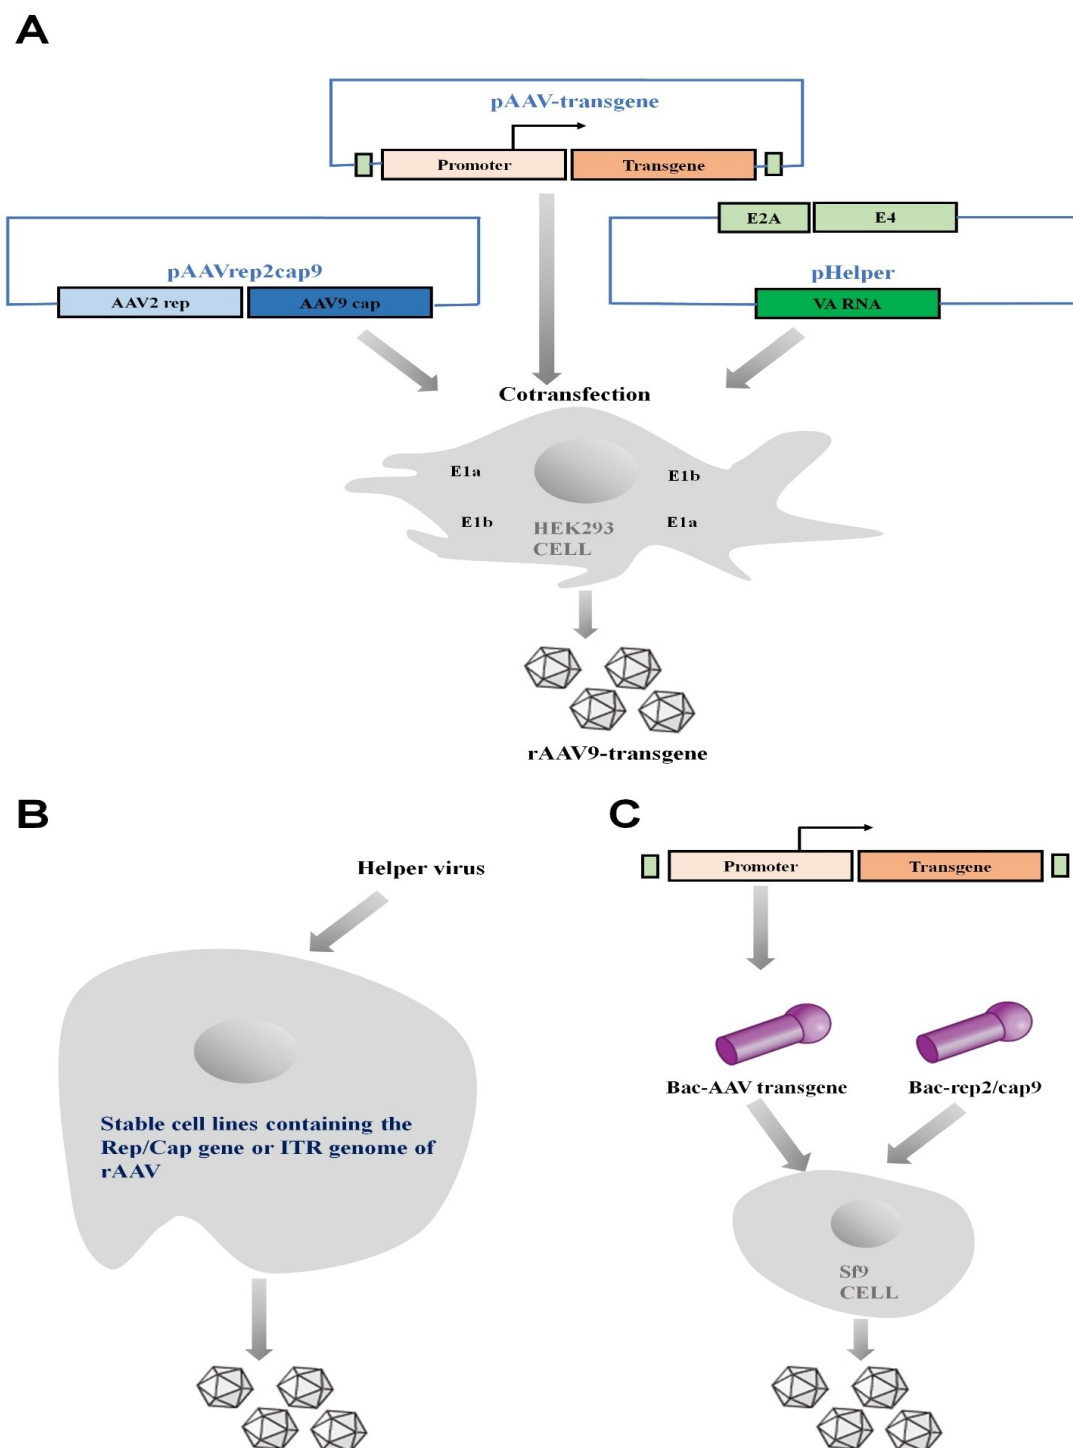 A
pAAV-transgene
Promoter
Transgene
E2A
E4
pAAVrep2cap9
pHelper
AAV2 rep
AAV9 cap
VA RNA
Cotransfection
E1a
E1b
E1b
E1a
HEK293
CELL
rAAV9-transgene
B
Helper virus
Stable cell lines containing the
Rep/Cap gene or ITR genome of
rAAV
C
Promoter
Transgene
Bac-AAV transgene
Bac-rep2/cap9
Sf9
CELL